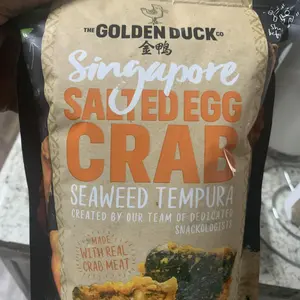 THE GOLDEN DUCK CO
金鴨
Singapore
SALTED EGG
CRAB
SEAWEED TEMPURA
CREATED BY OUR TEAM OF DEDICATED
SNACKOLOGISTS
MADE
WITH REAL
CRAB MEAT